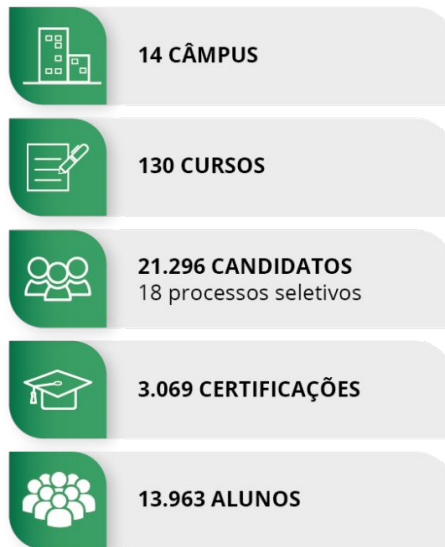 14 CÂMPUS
130 CURSOS
21.296 CANDIDATOS
18 processos seletivos
3.069 CERTIFICAÇÕES
13.963 ALUNOS